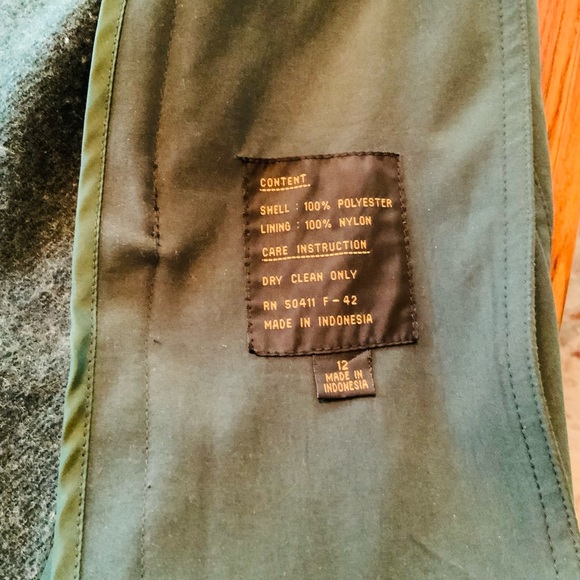 CONTENT
SHELL : 100% POLYESTER
LINING : 100% NYLON
CARE INSTRUCTION
DRY CLEAN ONLY
RN 50411 F-42
MADE IN INDONESIA
12
MADE IN
INDONESIA